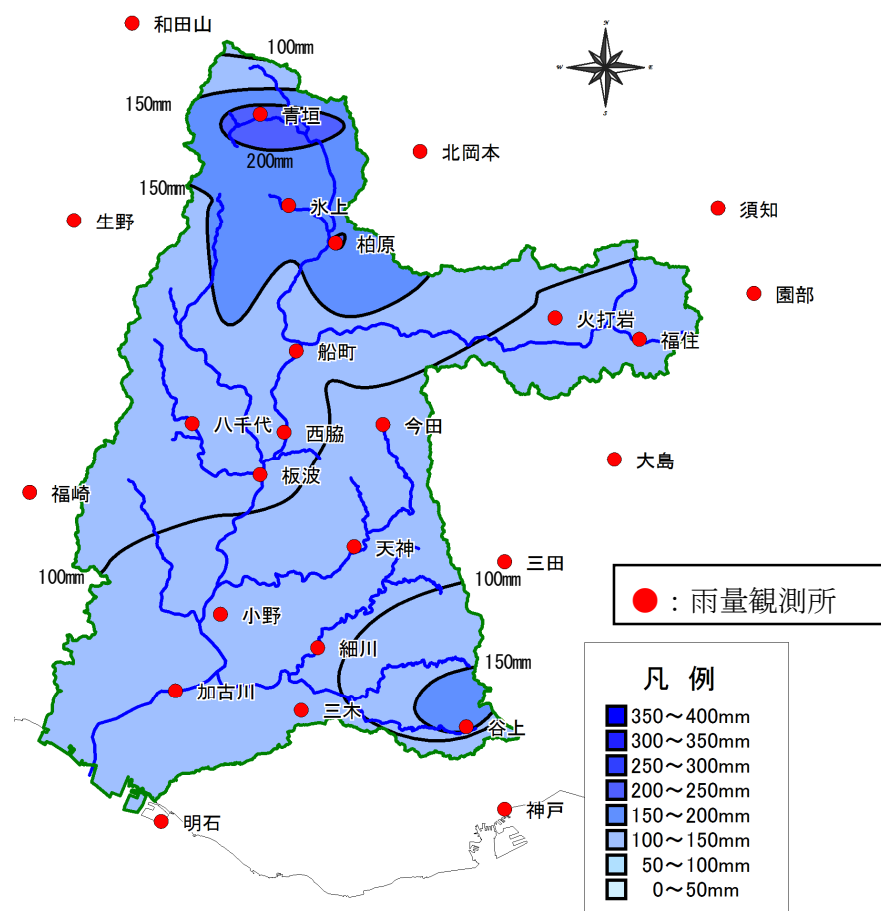 和田山
100mm
N
W
E
S
150mm
青垣
北岡本
200mm
150mm
氷上
須知
生野
柏原
園部
火打岩
福住
船町
八千代
西脇
今田
大島
板波
福崎
天神
三田
100mm
100mm
●:雨量観測所
小野
細川
150mm
凡 例
加古川
三木
谷上
350～400mm
300～350mm
250～300mm
200～250mm
150～200mm
100～150mm
50～100mm
0～50mm
明石
神戸